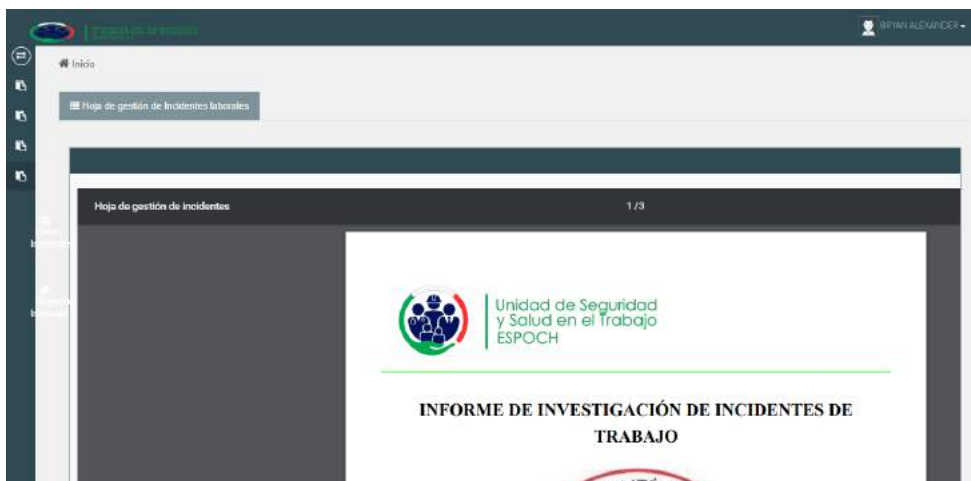 BRYAN ALEXANDER
Inicio
Hoja de gestión de Incidentes laborales
Hoja de gestión de incidentes
1 / 3
Unidad de Seguridad
y Salud en el Trabajo
ESPOCH
INFORME DE INVESTIGACIÓN DE INCIDENTES DE
TRABAJO